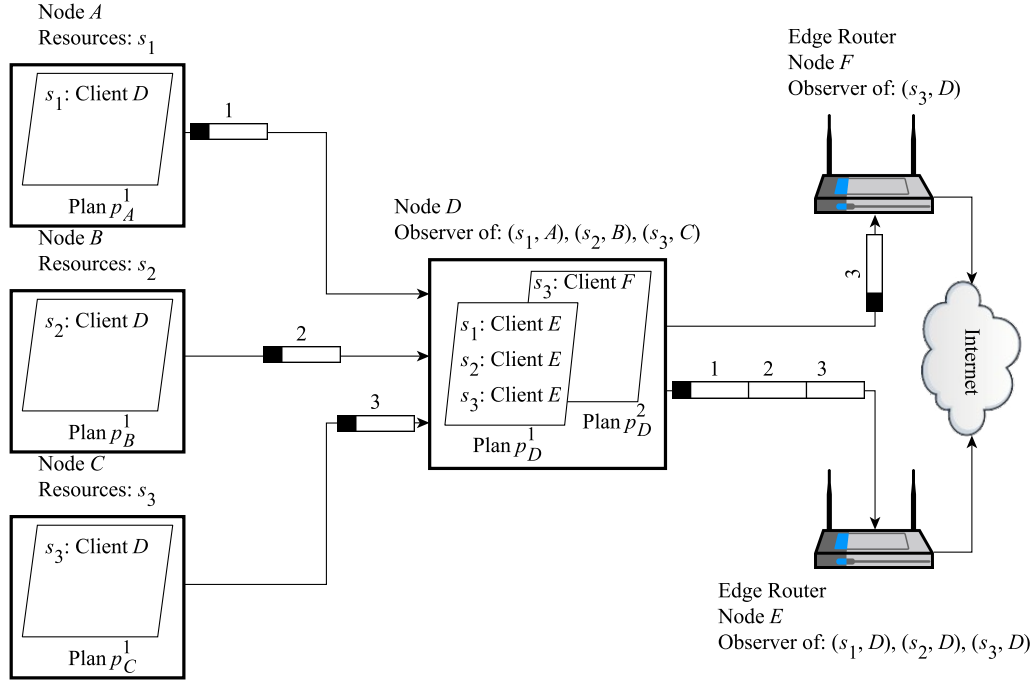 Node A
Resources: s1
s1: Client D
Plan p1A
1
Node B
Resources: s2
s2: Client D
Plan p1B
2
Node C
Resources: s3
s3: Client D
Plan p1C
3
Node D
Observer of: (s1, A), (s2, B), (s3, C)
s3: Client F
s1: Client E
s2: Client E
s3: Client E
Plan p2D
Plan p1D
Edge Router
Node F
Observer of: (s3, D)
3
1 2 3
Internet
Edge Router
Node E
Observer of: (s1, D), (s2, D), (s3, D)